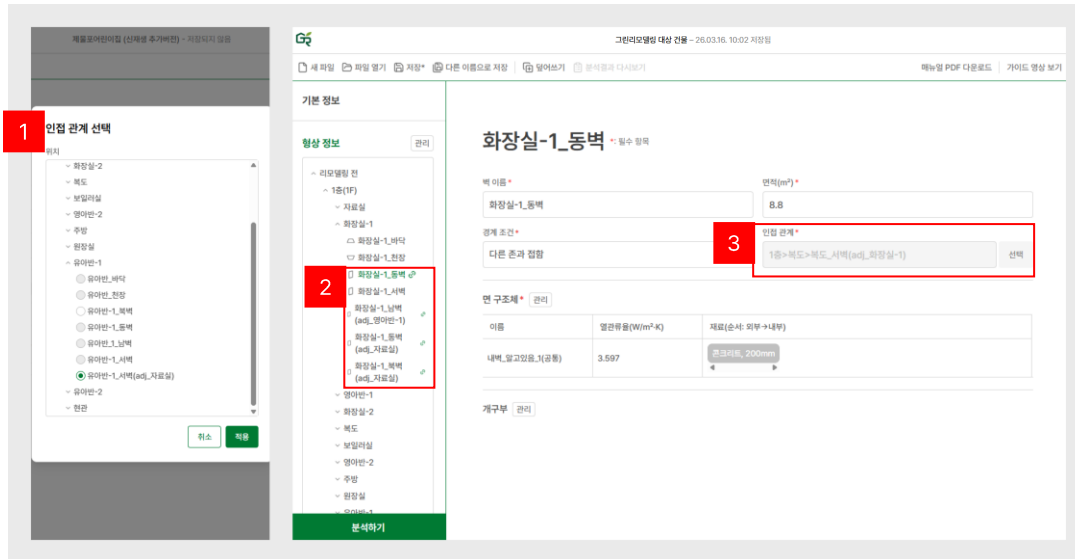 제물포어린이집 (신재생 추가버전) - 저장되지 않음
1
인접 관계 선택
위치
화장실-2
복도
보일러실
영아반-2
주방
원장실
유아반-1
유아반_바닥
유아반_천장
유아반-1_북벽
유아반-1_동벽
유아반_1_남벽
유아반-1_서벽
유아반-1_서벽(adj_자료실)
유아반-2
현관
취소
적용
그린리모델링 대상 건물 – 26.03.16. 10:02 저장됨
새 파일 파일 열기 저장* 다른 이름으로 저장 덮어쓰기 분석결과 다시보기
매뉴얼 PDF 다운로드 가이드 영상 보기
기본 정보
형상 정보 관리
리모델링 전
1층(1F)
자료실
화장실-1
화장실-1_바닥
화장실-1_천장
2
화장실-1_동벽
화장실-1_서벽
화장실-1_남벽
(adj_영아반-1)
화장실-1_동벽
(adj_자료실)
화장실-1_북벽
(adj_자료실)
영아반-1
화장실-2
복도
보일러실
영아반-2
주방
원장실
유아반-1
분석하기
화장실-1_동벽 *: 필수 항목
벽 이름* 면적(m²)*
화장실-1_동벽 8.8
경계 조건* 인접 관계*
3
다른 존과 접함 1층>복도>복도_서벽(adj_화장실-1) 선택
면 구조체* 관리
이름 열관류율(W/m²·K) 재료(순서: 외부→내부)
내벽_알고있음_1(공통) 3.597 콘크리트, 200mm
개구부 관리